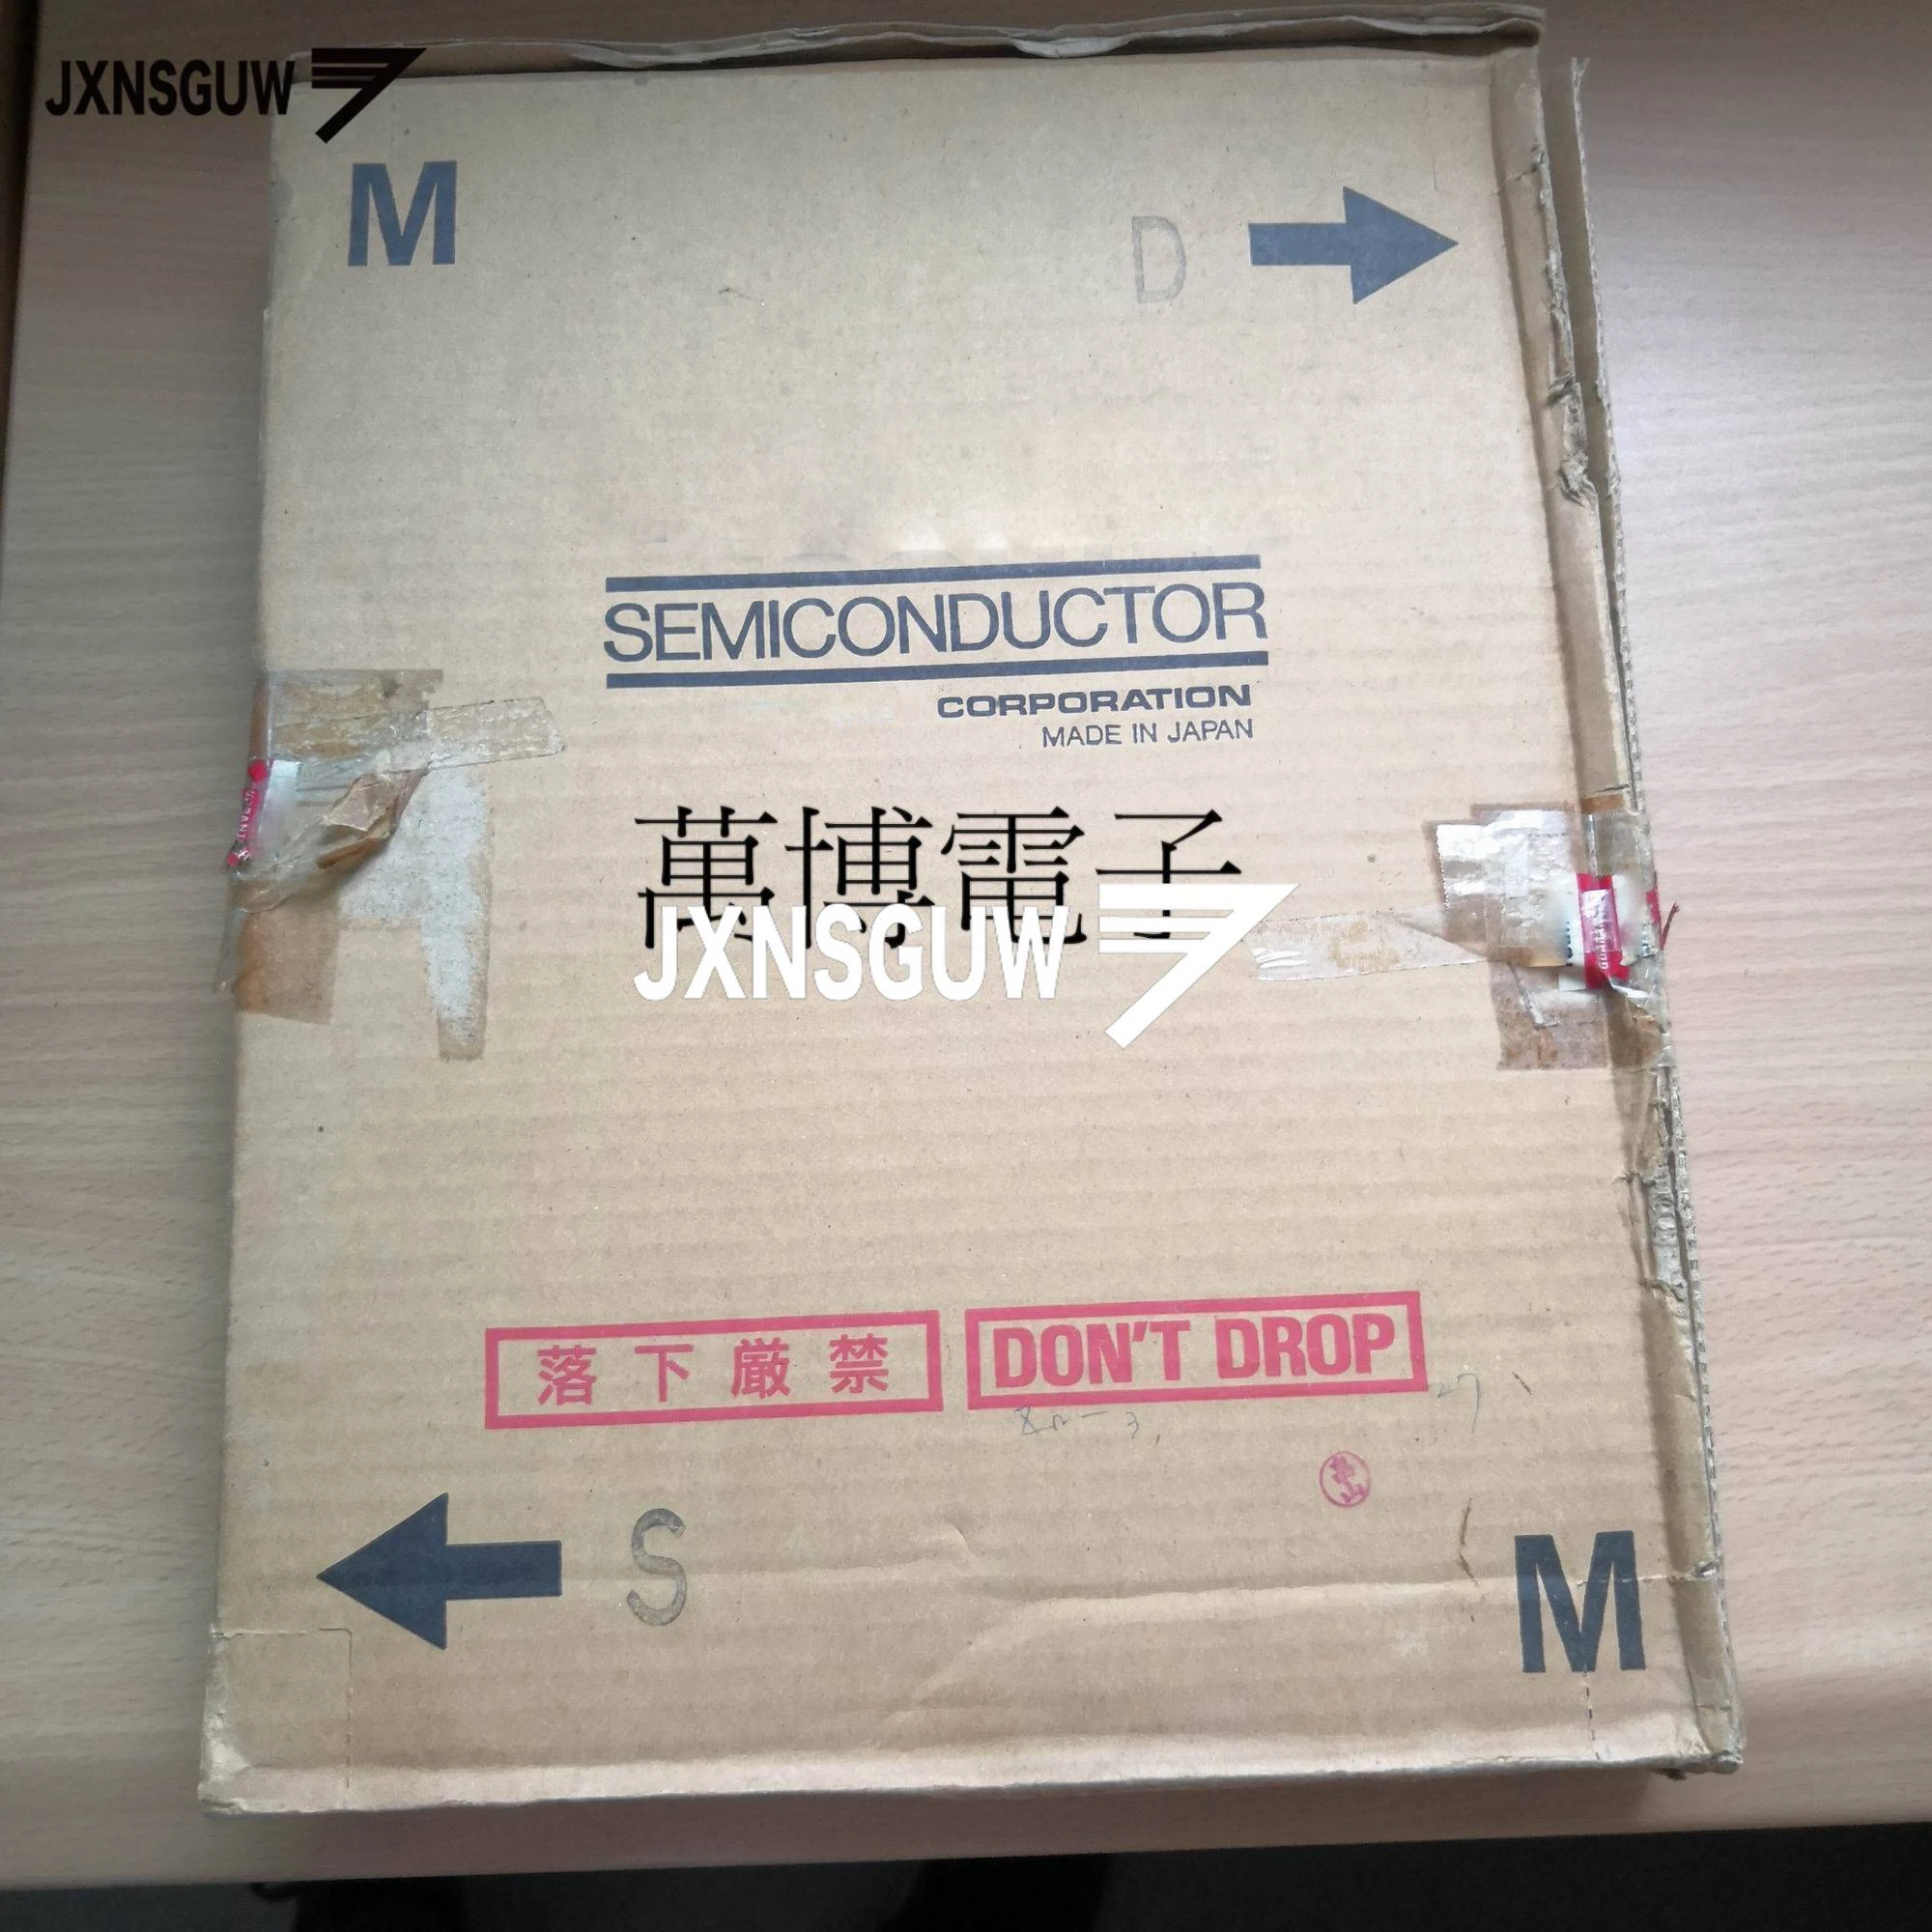 JXNSGUW
M
D
SEMICONDUCTOR
CORPORATION
MADE IN JAPAN
萬博電子
JXNSGUW
落下厳禁 DON'T DROP
S
M